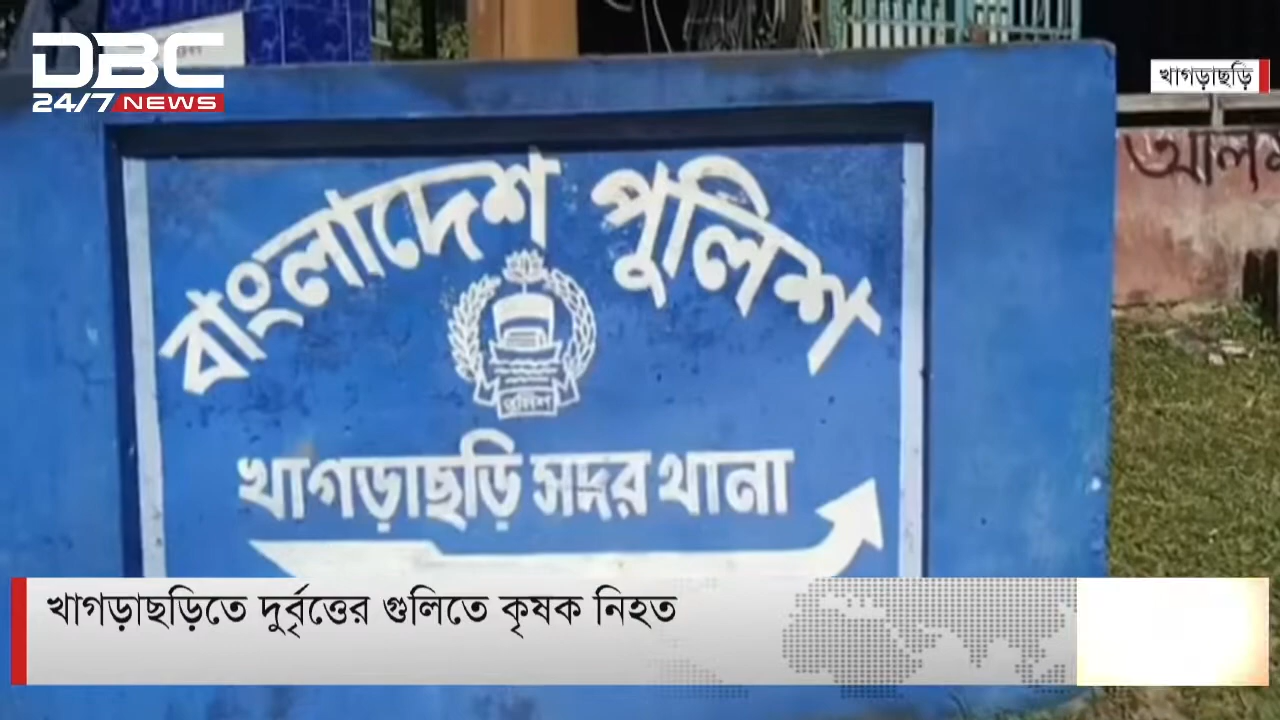 DBC
24/7 NEWS
খাগড়াছড়ি
বাংলাদেশ পুলিশ
পুলিশ
খাগড়াছড়ি সদর থানা
খাগড়াছড়িতে দুর্বৃত্তের গুলিতে কৃষক নিহত